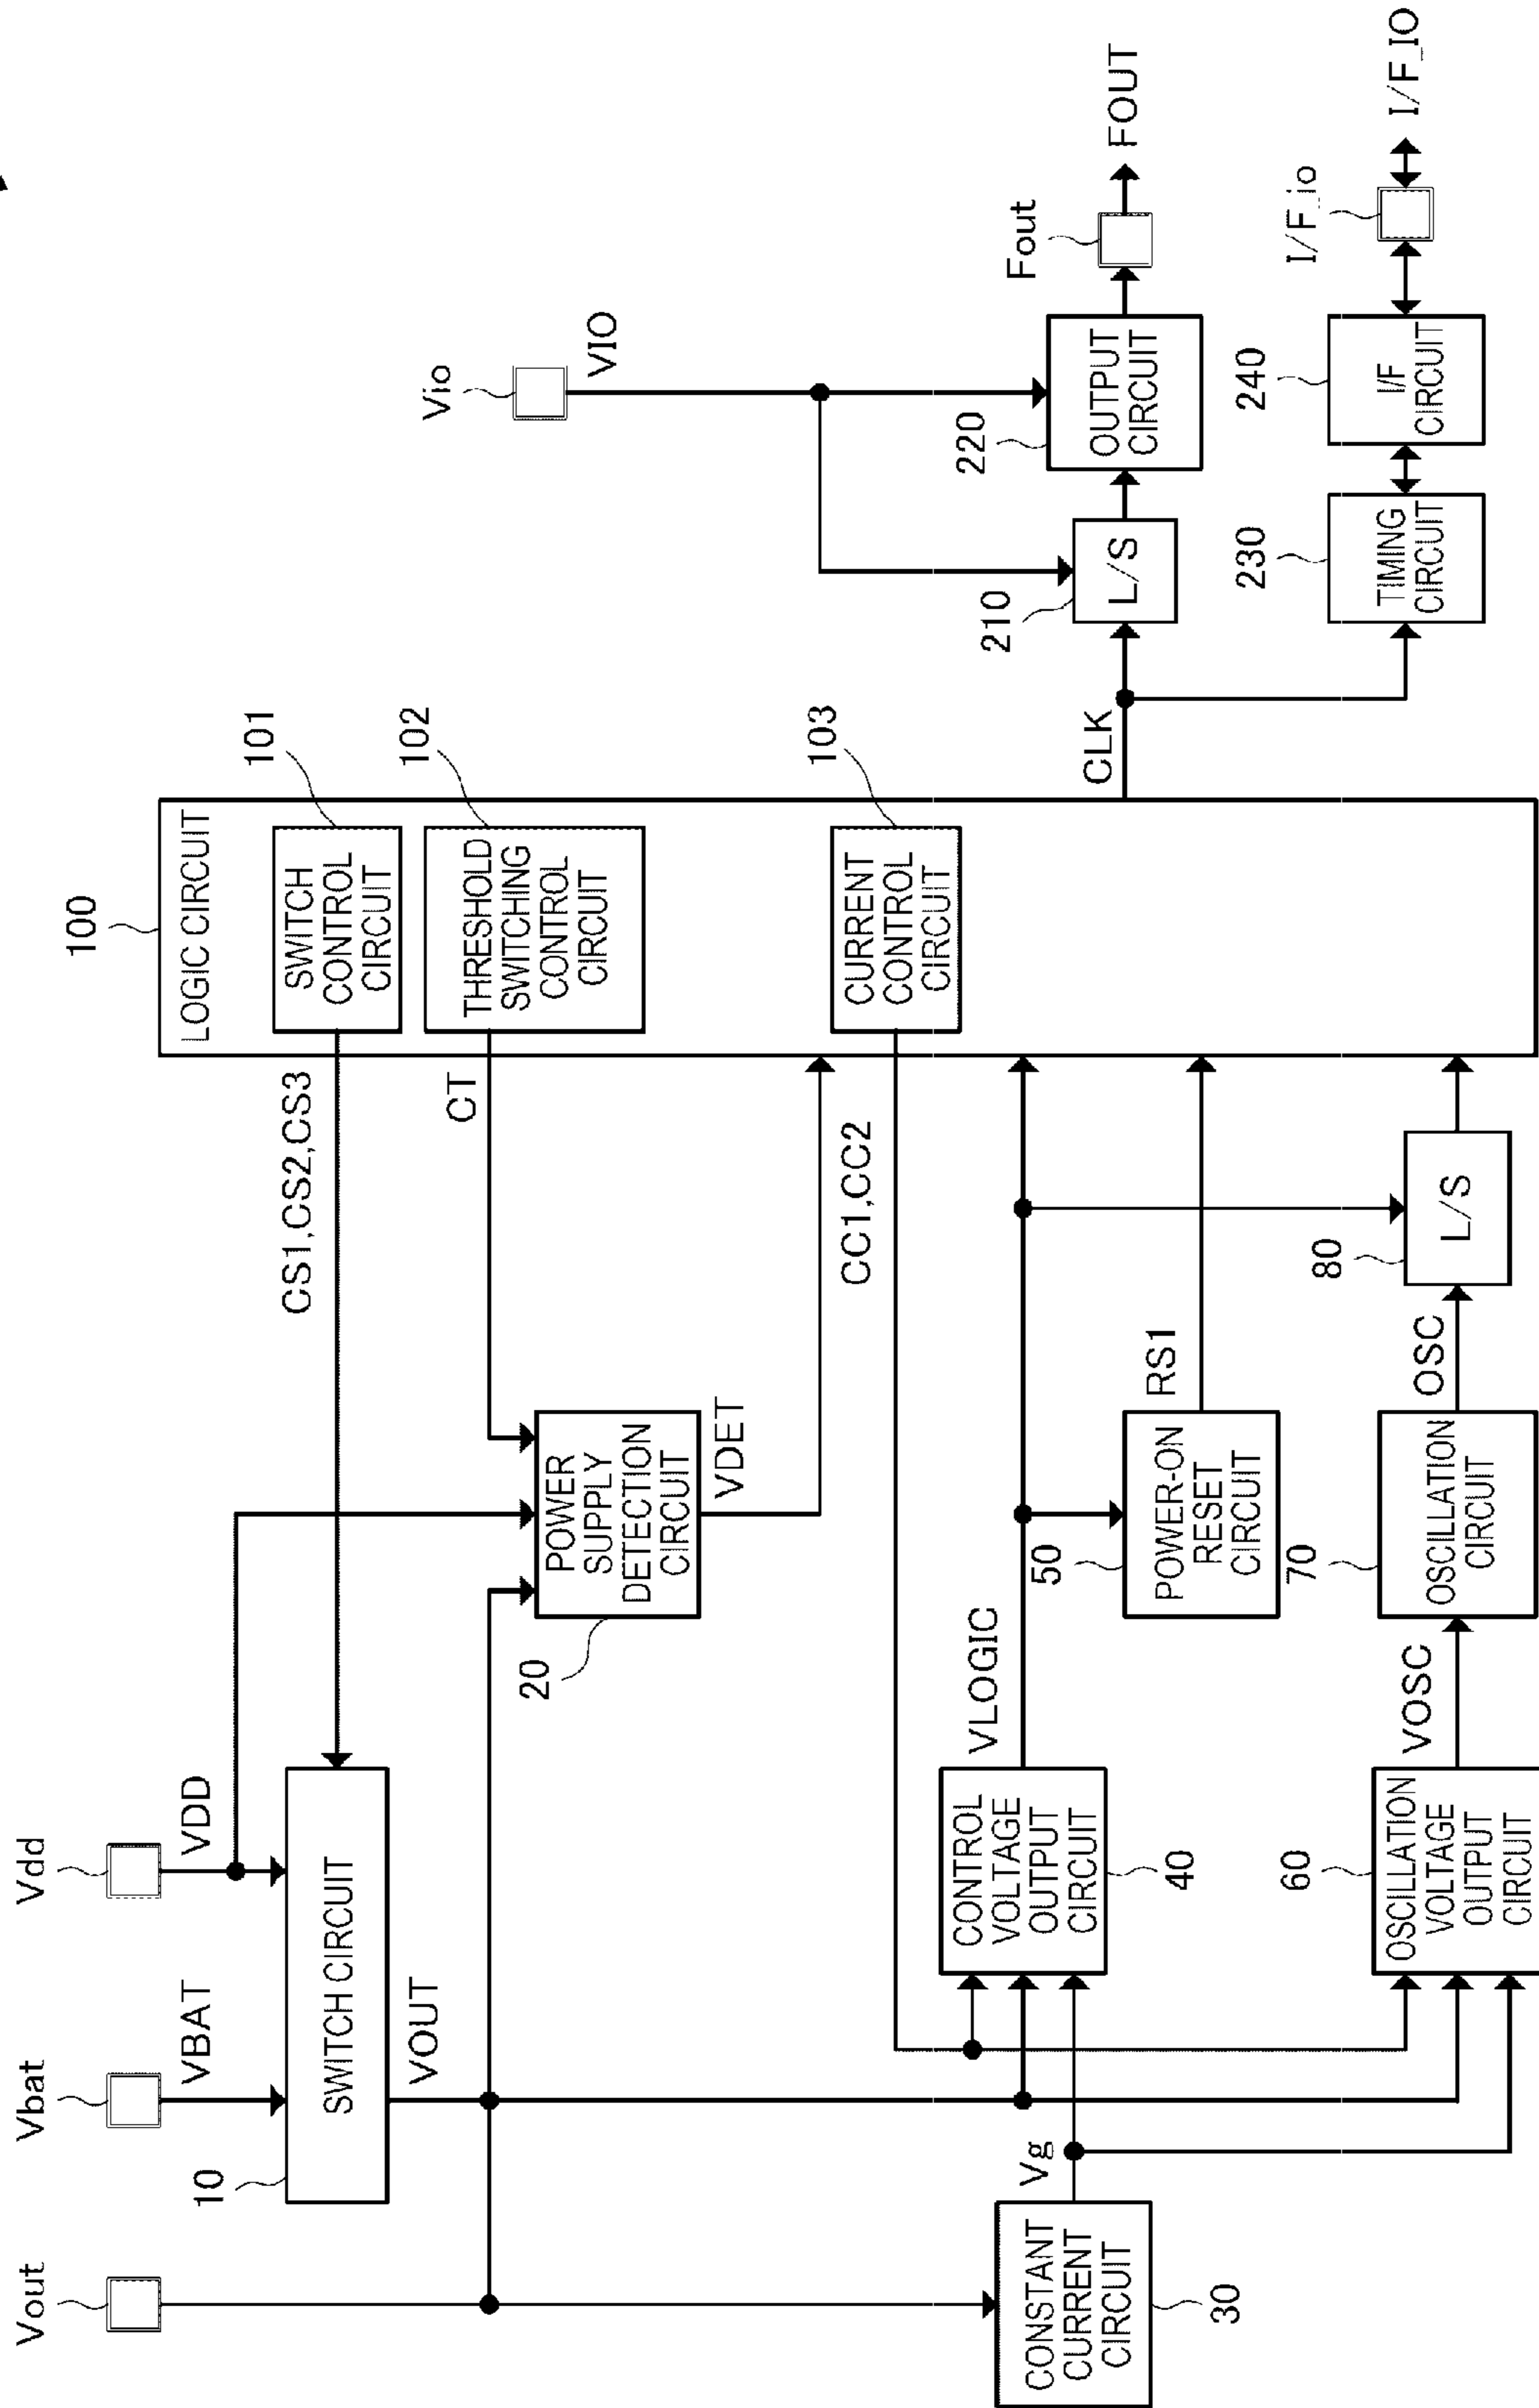 Vout
Vbat
Vdd
VBAT
VDD
10
SWITCH CIRCUIT
VOUT
CS1,CS2,CS3
CT
20
POWER
SUPPLY
DETECTION
CIRCUIT
VDET
100
LOGIC CIRCUIT
SWITCH
CONTROL
CIRCUIT
101
THRESHOLD
SWITCHING
CONTROL
CIRCUIT
102
CURRENT
CONTROL
CIRCUIT
103
CC1,CC2
CONSTANT
CURRENT
CIRCUIT
30
Vg
CONTROL
VOLTAGE
OUTPUT
CIRCUIT
40
VLOGIC
50
POWER-ON
RESET
CIRCUIT
RS1
60
OSCILLATION
VOLTAGE
OUTPUT
CIRCUIT
VOSC
70
OSCILLATION
CIRCUIT
OSC
80
L/S
CLK
Vio
VIO
210
L/S
220
OUTPUT
CIRCUIT
Fout
FOUT
230
TIMING
CIRCUIT
240
I/F
CIRCUIT
I/F_io
I/F_IO